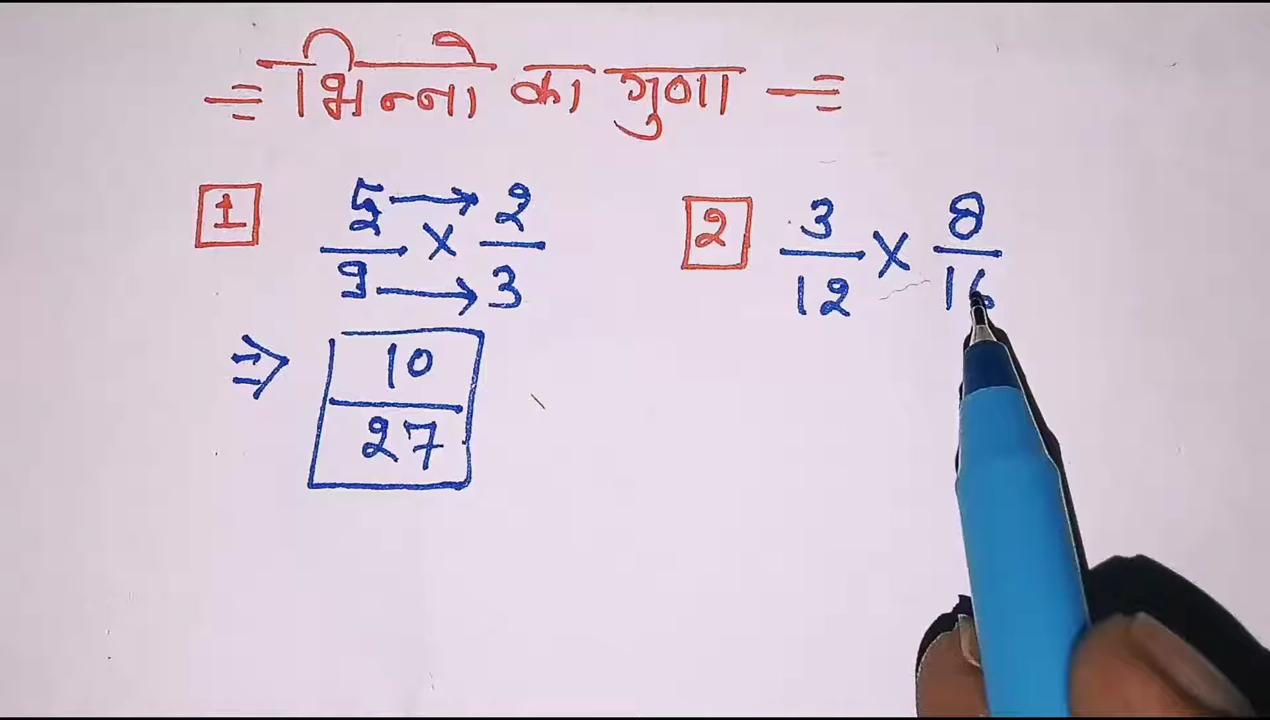 भिन्नो का गुणा
1 5/9 × 2/3
⇒ 10/27
2 3/12 × 8/16